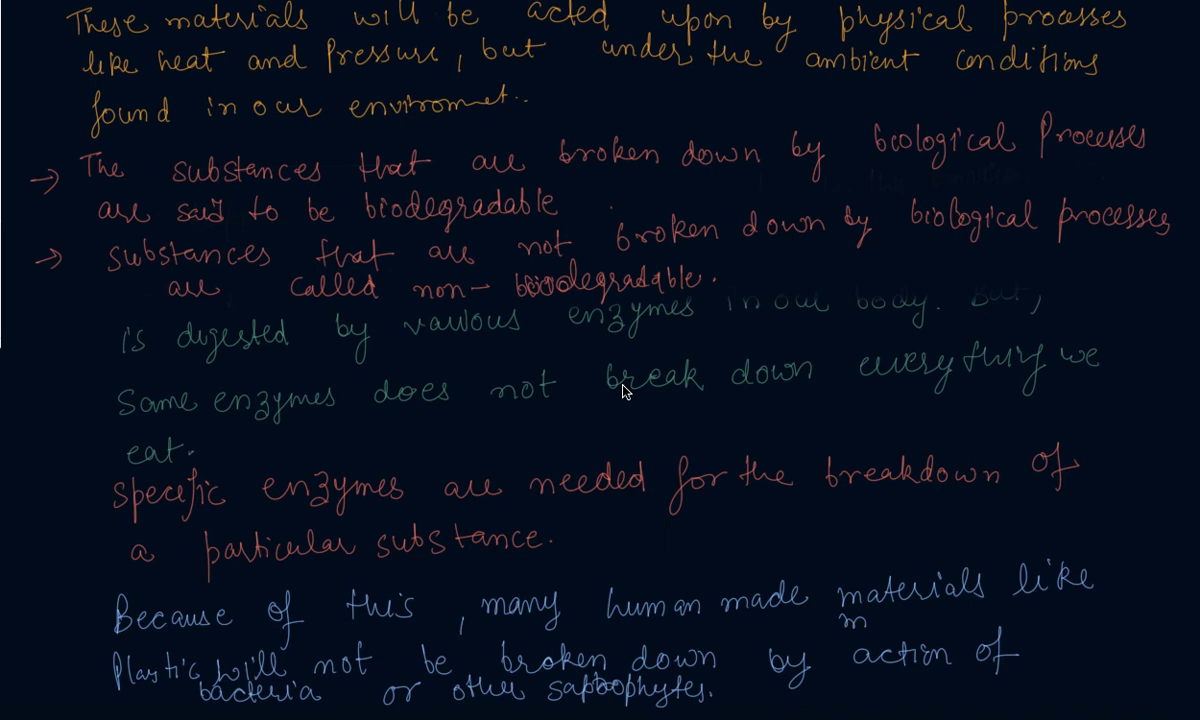 These materials will be acted upon by physical processes
like heat and Pressure, but under the ambient conditions
found in our enviromet..
→ The substances that are broken down by biological Processes
are said to be biodegradable
→ substances that are not broken down by biological processes
are called non- biodegradable.
is digested by various enzymes in our body. But,
Same enzymes does not break down everything we
eat.
Specific enzymes are needed for the breakdown of
a particular substance.
Because of this, many human made materials like
m
Plastic will not be broken down by action of
bacteria or other saprophytes.